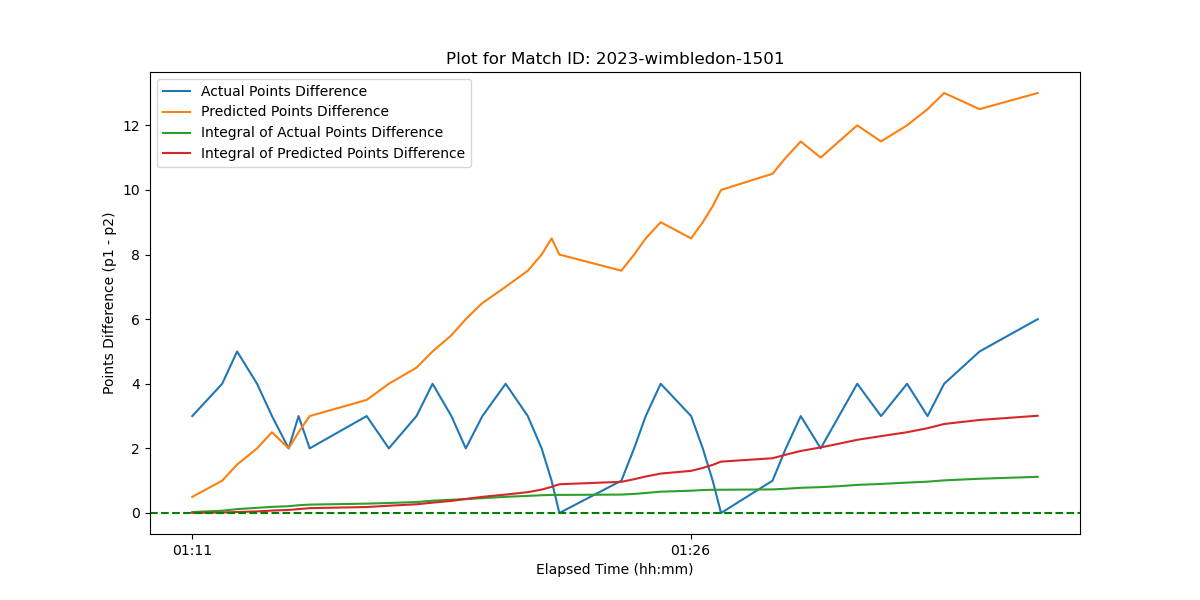 Plot for Match ID: 2023-wimbledon-1501
Actual Points Difference
Predicted Points Difference
Integral of Actual Points Difference
Integral of Predicted Points Difference
Points Difference (p1 - p2)
12
10
8
6
4
2
0
01:11
01:26
Elapsed Time (hh:mm)